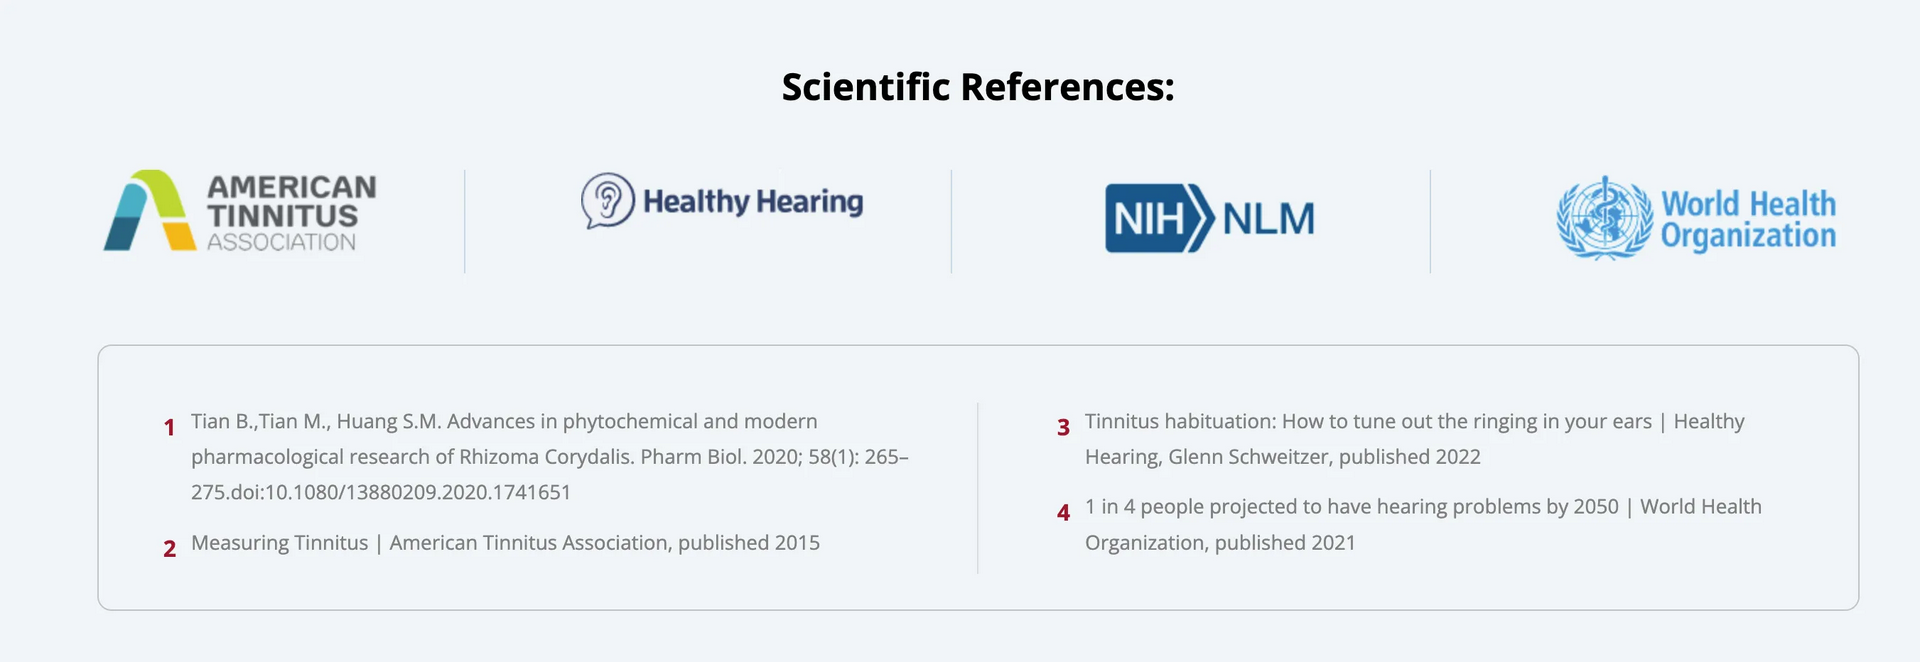 Scientific References:
AMERICAN
TINNITUS
ASSOCIATION
Healthy Hearing
NIH NLM
World Health
Organization
1 Tian B.,Tian M., Huang S.M. Advances in phytochemical and modern
pharmacological research of Rhizoma Corydalis. Pharm Biol. 2020; 58(1): 265–
275.doi:10.1080/13880209.2020.1741651
2 Measuring Tinnitus | American Tinnitus Association, published 2015
3 Tinnitus habituation: How to tune out the ringing in your ears | Healthy
Hearing, Glenn Schweitzer, published 2022
4 1 in 4 people projected to have hearing problems by 2050 | World Health
Organization, published 2021